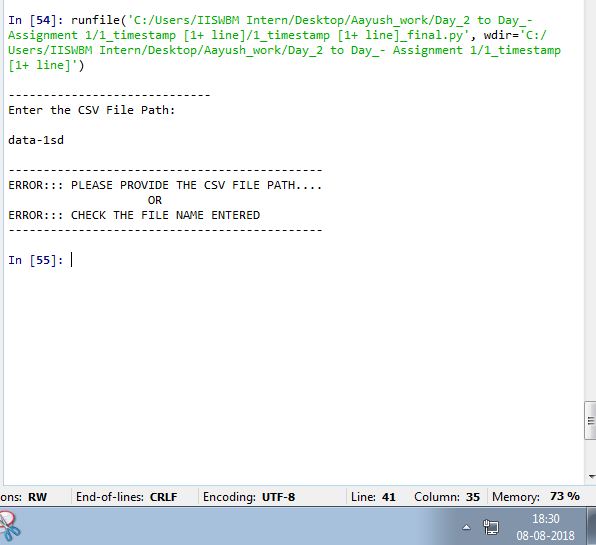 In [54]: runfile('C:/Users/IISWBM Intern/Desktop/Aayush_work/Day_2 to Day_-
Assignment 1/1_timestamp [1+ line]/1_timestamp [1+ line]_final.py', wdir='C:/
Users/IISWBM Intern/Desktop/Aayush_work/Day_2 to Day_- Assignment 1/1_timestamp
[1+ line]')
-----------------------------
Enter the CSV File Path:
data-1sd
---------------------------------------------
ERROR::: PLEASE PROVIDE THE CSV FILE PATH....
OR
ERROR::: CHECK THE FILE NAME ENTERED
---------------------------------------------
In [55]:
ons: RW End-of-lines: CRLF Encoding: UTF-8 Line: 41 Column: 35 Memory: 73 %
18:30
08-08-2018